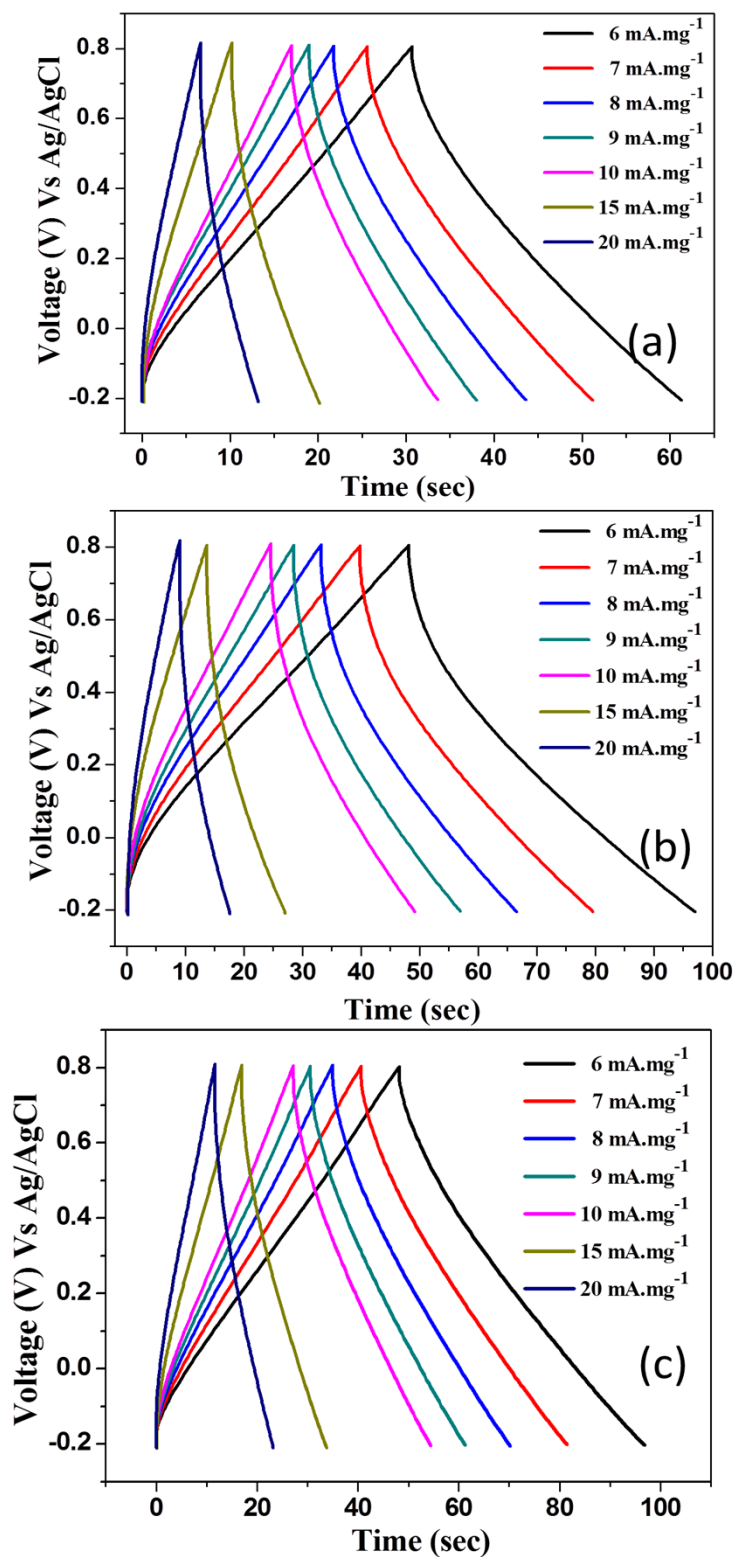 0.8
0.6
0.4
0.2
0.0
-0.2
Voltage (V) Vs Ag/AgCl
6 mA.mg⁻¹
7 mA.mg⁻¹
8 mA.mg⁻¹
9 mA.mg⁻¹
10 mA.mg⁻¹
15 mA.mg⁻¹
20 mA.mg⁻¹
(a)
0 10 20 30 40 50 60
Time (sec)
0.8
0.6
0.4
0.2
0.0
-0.2
Voltage (V) Vs Ag/AgCl
6 mA.mg⁻¹
7 mA.mg⁻¹
8 mA.mg⁻¹
9 mA.mg⁻¹
10 mA.mg⁻¹
15 mA.mg⁻¹
20 mA.mg⁻¹
(b)
0 10 20 30 40 50 60 70 80 90 100
Time (sec)
0.8
0.6
0.4
0.2
0.0
-0.2
Voltage (V) Vs Ag/AgCl
6 mA.mg⁻¹
7 mA.mg⁻¹
8 mA.mg⁻¹
9 mA.mg⁻¹
10 mA.mg⁻¹
15 mA.mg⁻¹
20 mA.mg⁻¹
(c)
0 20 40 60 80 100
Time (sec)